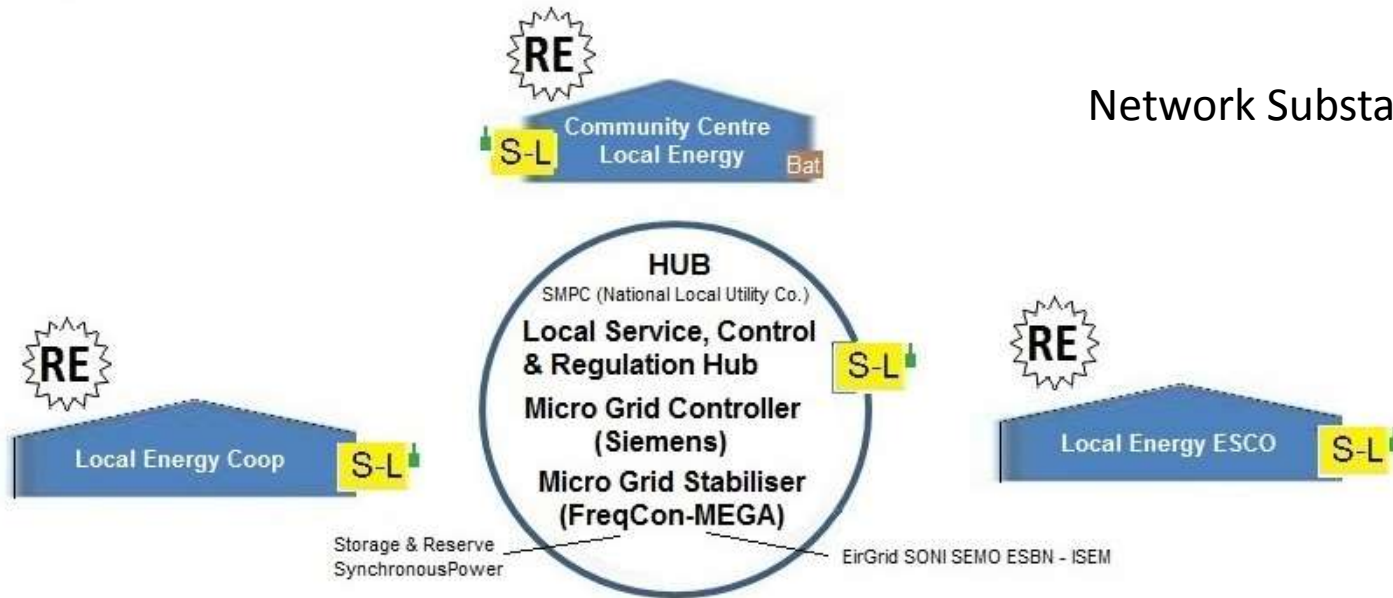 RE
Network Substa
Community Centre
Local Energy
S-L
Bat
HUB
SMPC (National Local Utility Co.)
Local Service, Control
& Regulation Hub
S-L
Micro Grid Controller
(Siemens)
Micro Grid Stabiliser
(FreqCon-MEGA)
RE
Local Energy Coop
S-L
RE
Local Energy ESCO
S-L
Storage & Reserve
SynchronousPower
EirGrid SONI SEMO ESBN - ISEM